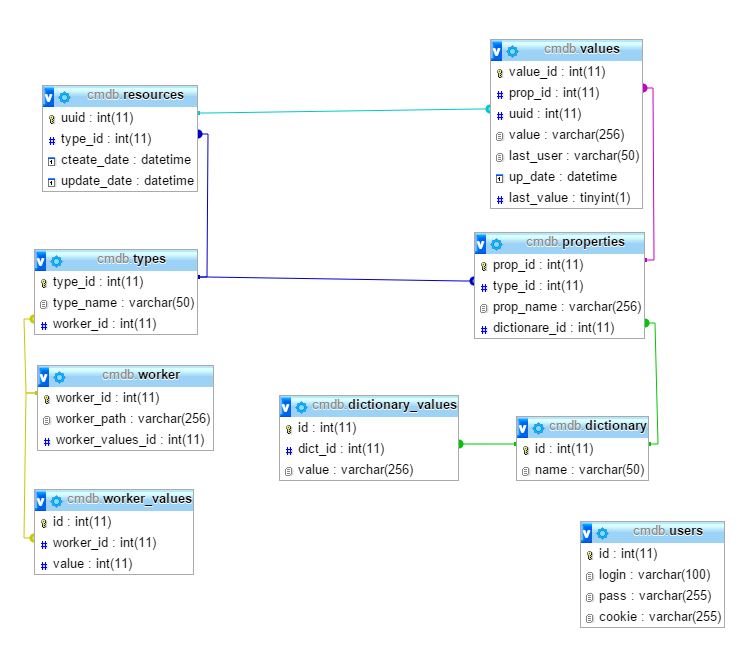 cmdb.resources
uuid : int(11)
type_id : int(11)
cteate_date : datetime
update_date : datetime
cmdb.values
value_id : int(11)
prop_id : int(11)
uuid : int(11)
value : varchar(256)
last_user : varchar(50)
up_date : datetime
last_value : tinyint(1)
cmdb.types
type_id : int(11)
type_name : varchar(50)
worker_id : int(11)
cmdb.properties
prop_id : int(11)
type_id : int(11)
prop_name : varchar(256)
dictionare_id : int(11)
cmdb.worker
worker_id : int(11)
worker_path : varchar(256)
worker_values_id : int(11)
cmdb.dictionary_values
id : int(11)
dict_id : int(11)
value : varchar(256)
cmdb.dictionary
id : int(11)
name : varchar(50)
cmdb.worker_values
id : int(11)
worker_id : int(11)
value : int(11)
cmdb.users
id : int(11)
login : varchar(100)
pass : varchar(255)
cookie : varchar(255)